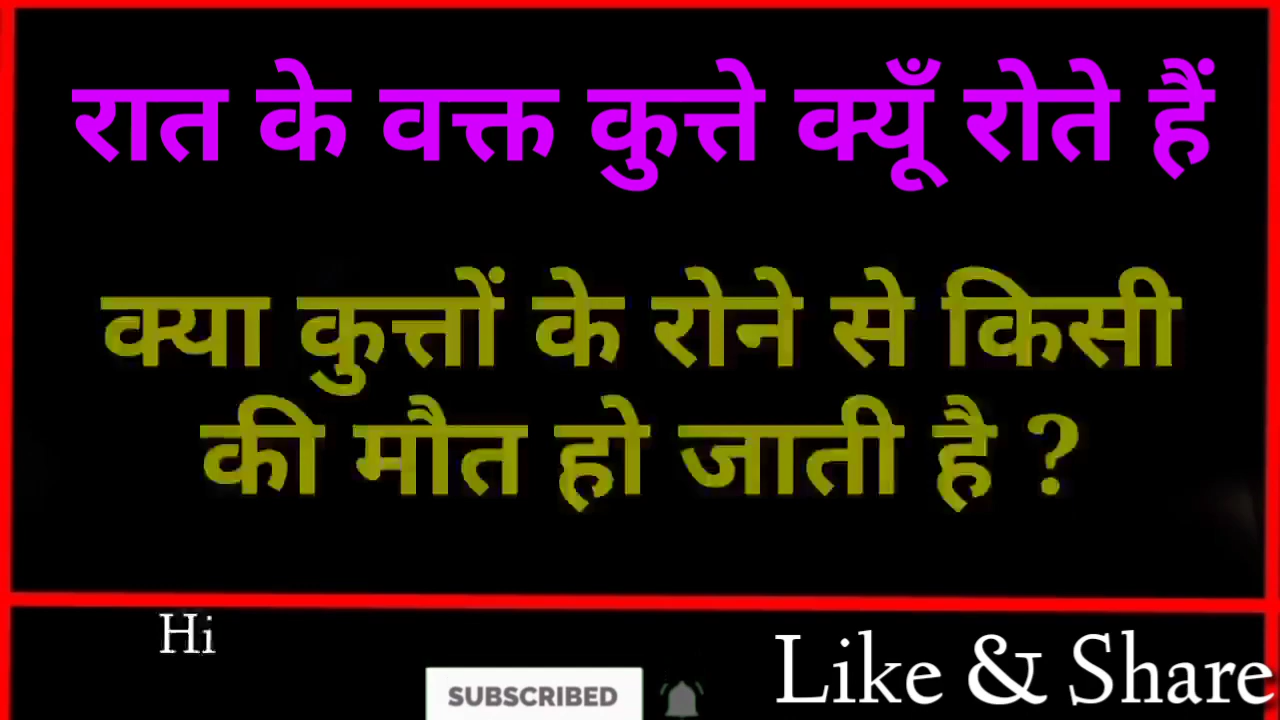 रात के वक्त कुत्ते क्यूँ रोते हैं
क्या कुत्तों के रोने से किसी
की मौत हो जाती है ?
Hi
Like & Share
SUBSCRIBED